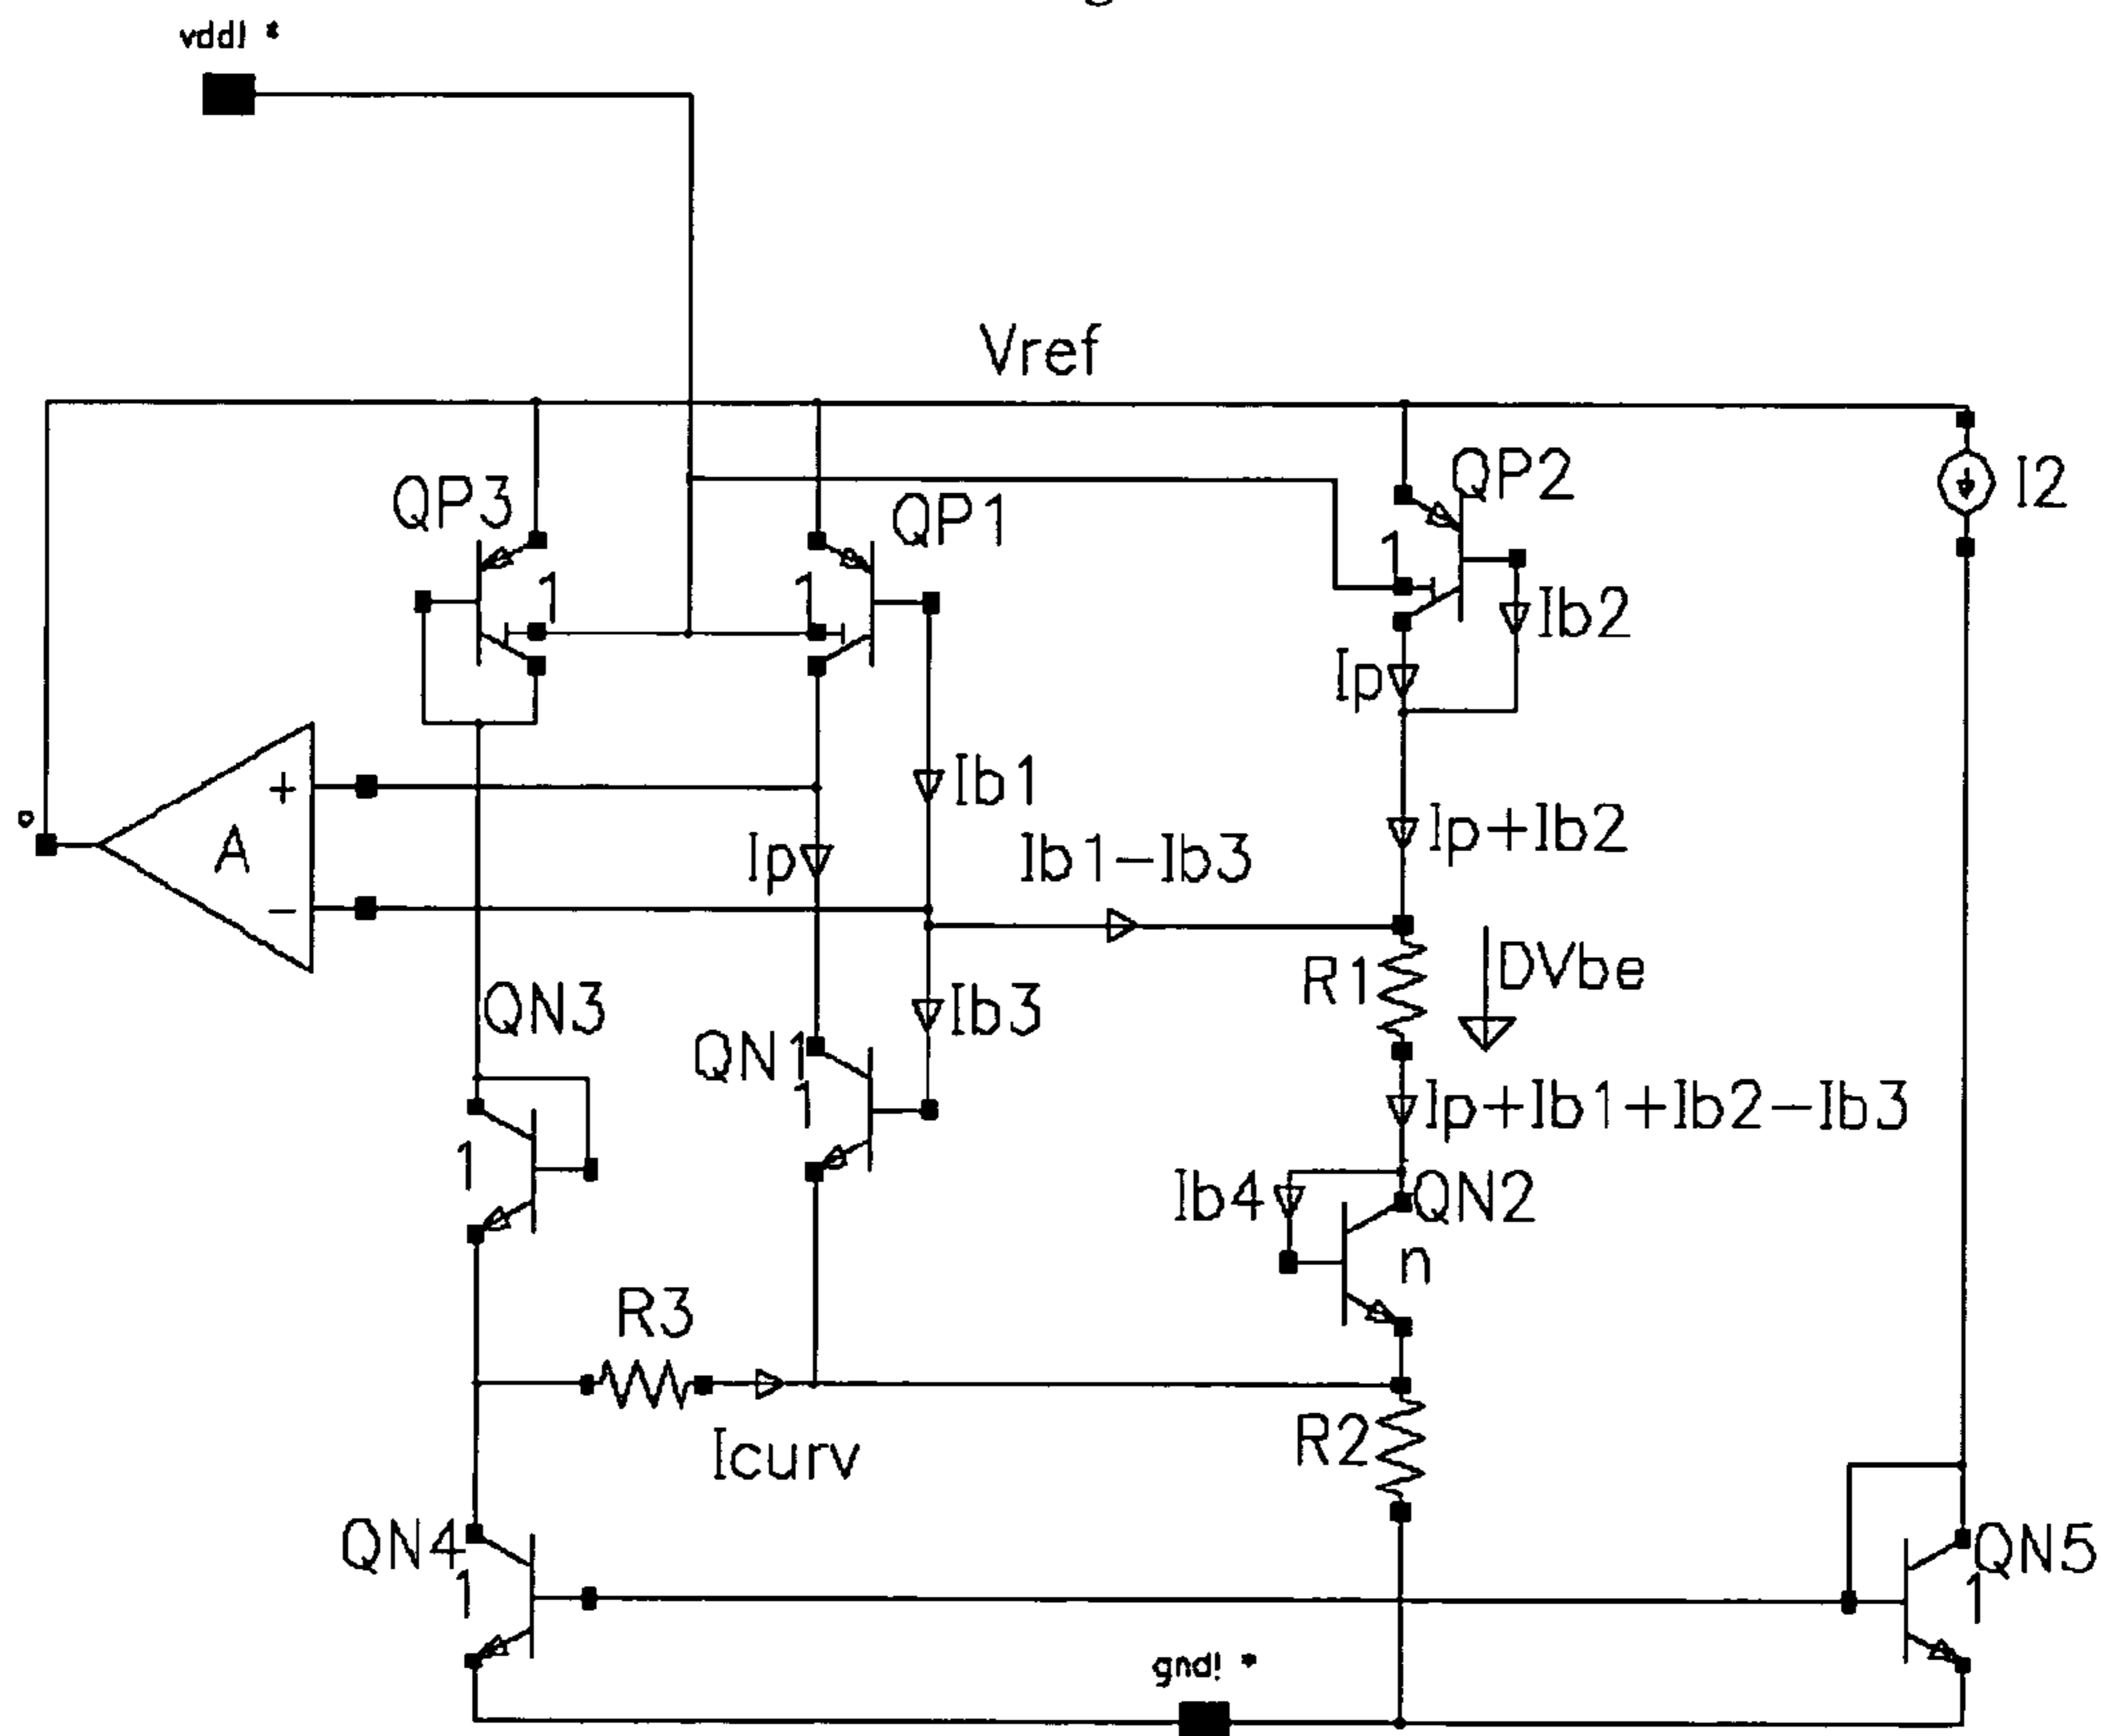 vdd! *
Vref
QP3
QP1
QP2
I2
1
1
1
Ib2
Ip
+
Ib1
A
Ip
Ib1-Ib3
Ip+Ib2
-
QN3
QN1
Ib3
R1
DVbe
1
Ip+Ib1+Ib2-Ib3
1
Ib4
QN2
n
R3
Icurv
R2
QN4
1
QN5
1
gnd! *